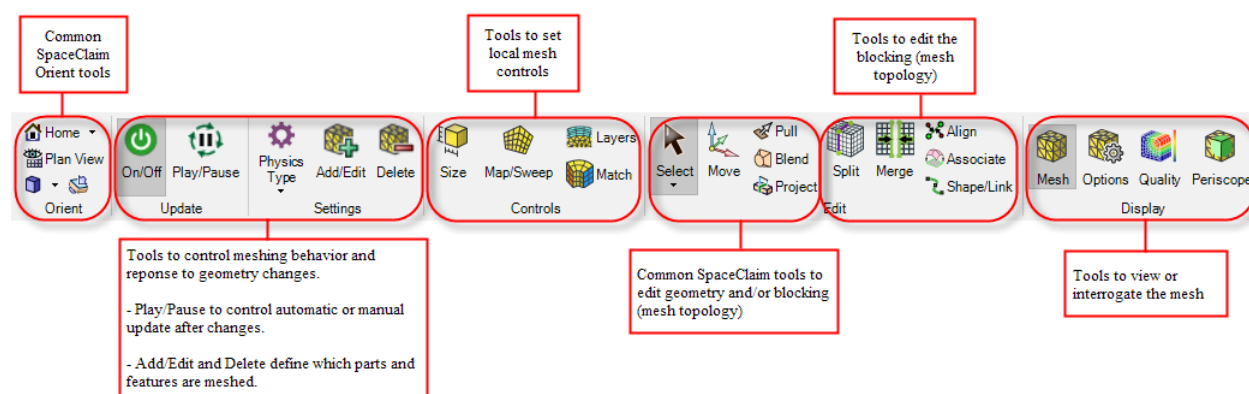 Common
SpaceClaim
Orient tools
Tools to set
local mesh
controls
Tools to edit the
blocking (mesh
topology)
Home
Plan View
Orient
On/Off
Play/Pause
Update
Physics
Type
Add/Edit
Delete
Settings
Size
Map/Sweep
Layers
Match
Controls
Select
Move
Pull
Blend
Project
Split
Merge
Align
Associate
Shape/Link
Edit
Mesh
Options
Quality
Periscope
Display
Tools to control meshing behavior and
reponse to geometry changes.
- Play/Pause to control automatic or manual
update after changes.
- Add/Edit and Delete define which parts and
features are meshed.
Common SpaceClaim tools to
edit geometry and/or blocking
(mesh topology)
Tools to view or
interrogate the mesh